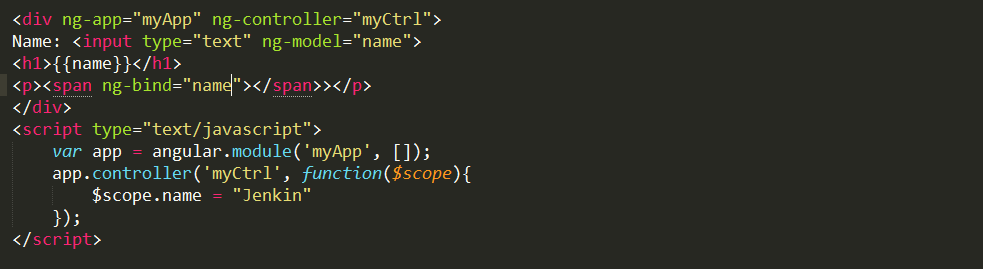 <div ng-app="myApp" ng-controller="myCtrl">
Name: <input type="text" ng-model="name">
<h1>{{name}}</h1>
<p><span ng-bind="name"></span>></p>
</div>
<script type="text/javascript">
    var app = angular.module('myApp', []);
    app.controller('myCtrl', function($scope){
        $scope.name = "Jenkin"
    });
</script>